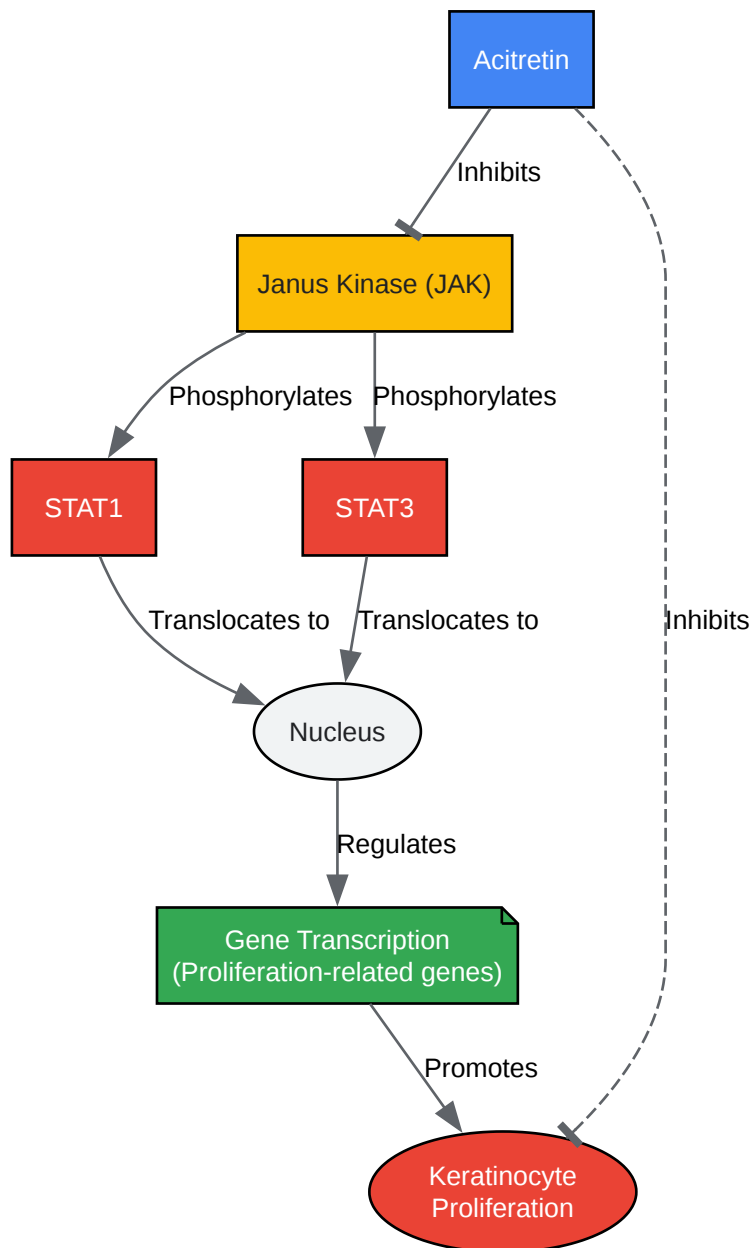 Acitretin
Inhibits
Janus Kinase (JAK)
Phosphorylates
Phosphorylates
STAT1
STAT3
Translocates to
Translocates to
Inhibits
Nucleus
Regulates
Gene Transcription
(Proliferation-related genes)
Promotes
Keratinocyte
Proliferation